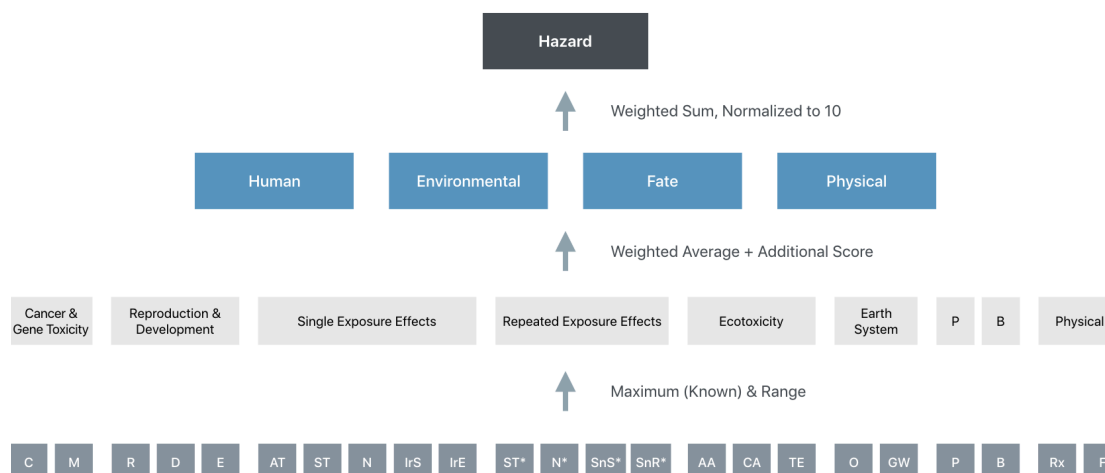 Hazard
Weighted Sum, Normalized to 10
Human
Environmental
Fate
Physical
Weighted Average + Additional Score
Cancer &
Gene Toxicity
Reproduction &
Development
Single Exposure Effects
Repeated Exposure Effects
Ecotoxicity
Earth
System
P
B
Physical
Maximum (Known) & Range
C
M
R
D
E
AT
ST
N
IrS
IrE
ST*
N*
SnS*
SnR*
AA
CA
TE
O
GW
P
B
Rx